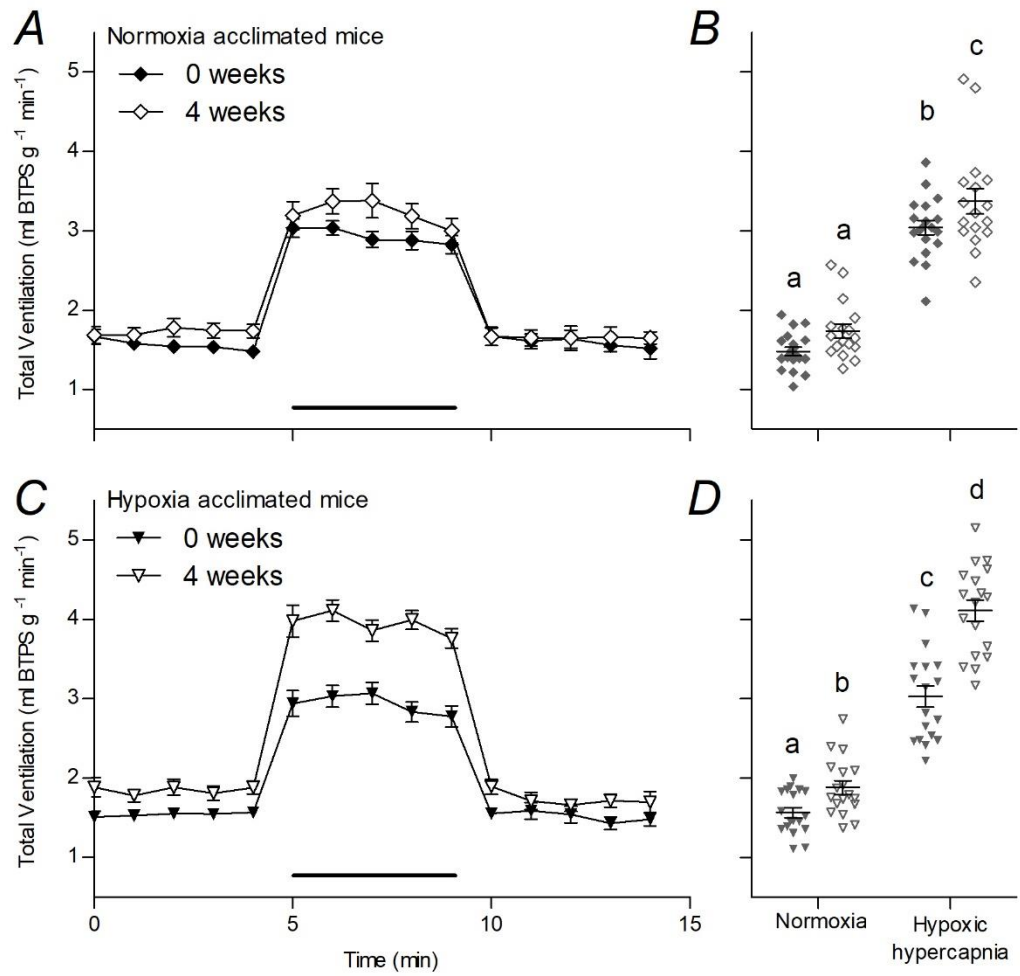 A
Normoxia acclimated mice
0 weeks
4 weeks
Total Ventilation (ml BTPS g⁻¹ min⁻¹)
5
4
3
2
1
B
a
a
b
c
C
Hypoxia acclimated mice
0 weeks
4 weeks
Total Ventilation (ml BTPS g⁻¹ min⁻¹)
5
4
3
2
1
0
5
10
15
Time (min)
D
a
b
c
d
Normoxia
Hypoxic
hypercapnia